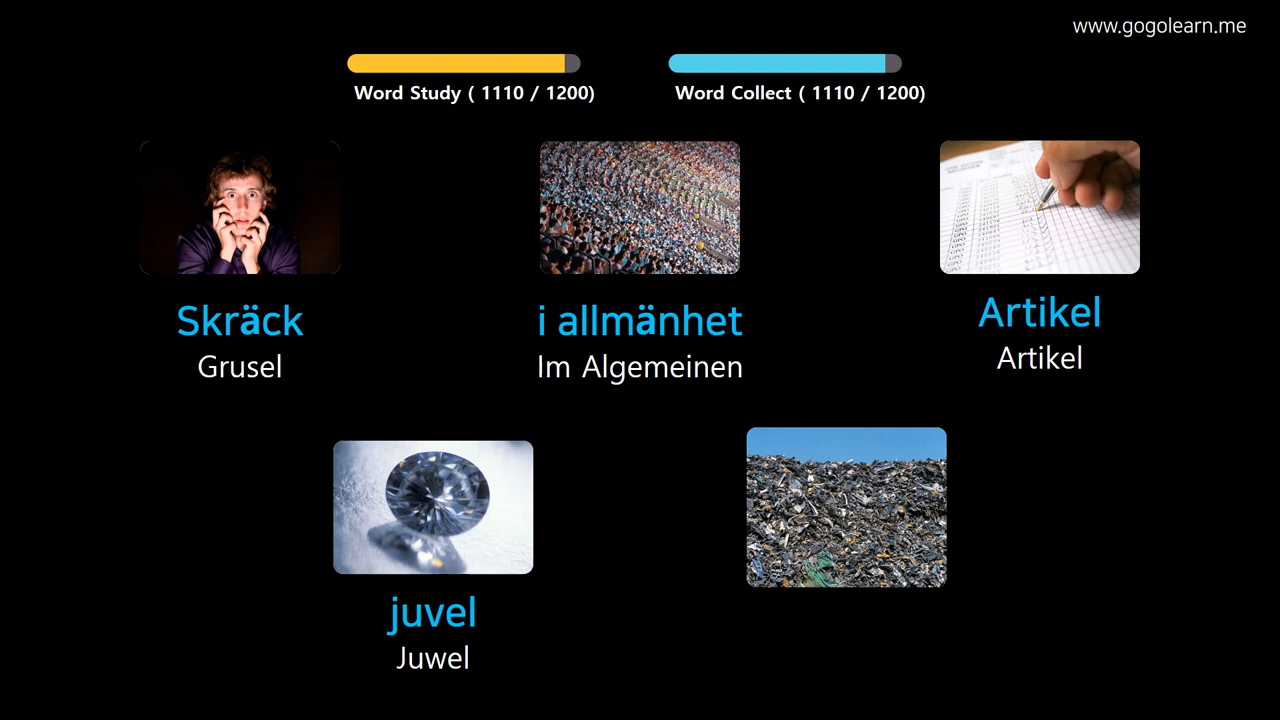 www.gogolearn.me
Word Study ( 1110 / 1200)
Word Collect ( 1110 / 1200)
Skräck
Grusel
i allmänhet
Im Algemeinen
Artikel
Artikel
juvel
Juwel